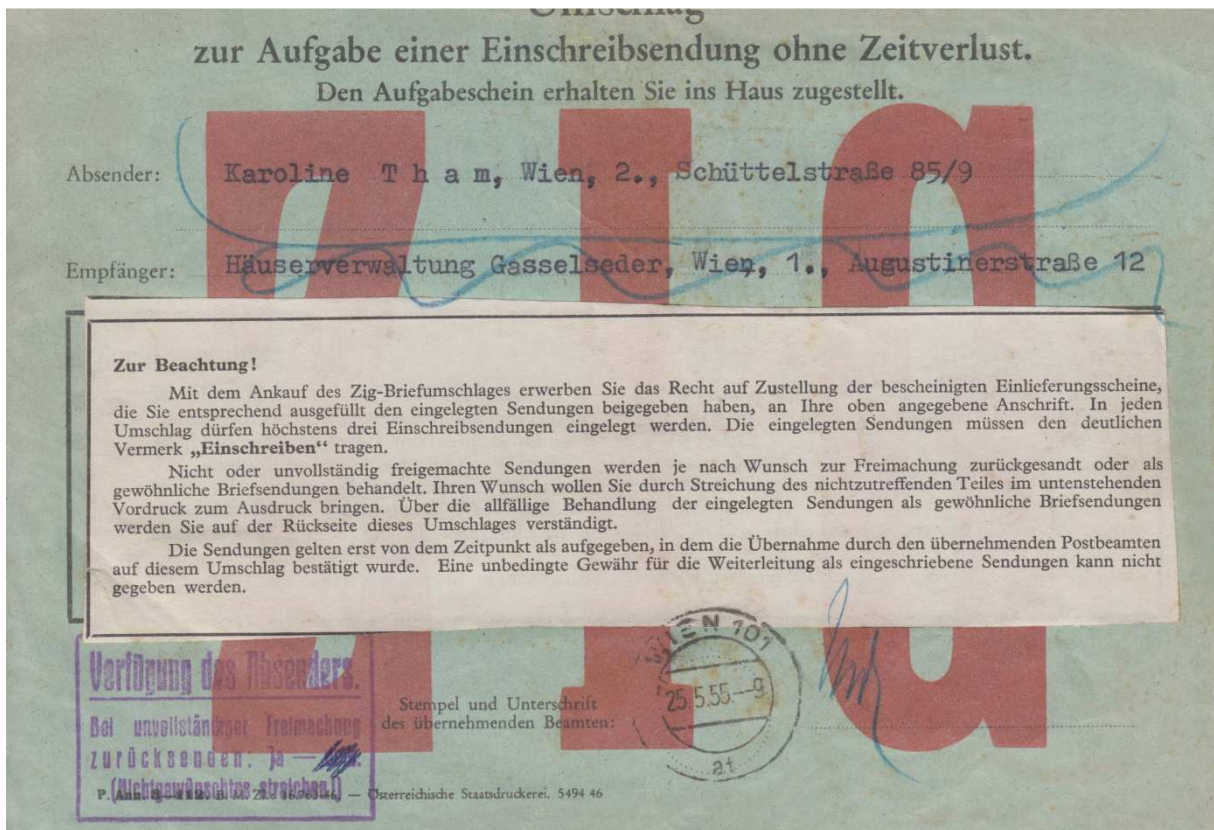 Umschlag
zur Aufgabe einer Einschreibsendung ohne Zeitverlust.
Den Aufgabeschein erhalten Sie ins Haus zugestellt.
ZIG
Absender: Karoline T h a m, Wien, 2., Schüttelstraße 85/9
Empfänger: Häuserverwaltung Gasselseder, Wien, 1., Augustinerstraße 12
Zur Beachtung!
Mit dem Ankauf des Zig-Briefumschlages erwerben Sie das Recht auf Zustellung der bescheinigten Einlieferungsscheine,
die Sie entsprechend ausgefüllt den eingelegten Sendungen beigegeben haben, an Ihre oben angegebene Anschrift. In jeden
Umschlag dürfen höchstens drei Einschreibsendungen eingelegt werden. Die eingelegten Sendungen müssen den deutlichen
Vermerk „Einschreiben“ tragen.
Nicht oder unvollständig freigemachte Sendungen werden je nach Wunsch zur Freimachung zurückgesandt oder als
gewöhnliche Briefsendungen behandelt. Ihren Wunsch wollen Sie durch Streichung des nichtzutreffenden Teiles im untenstehenden
Vordruck zum Ausdruck bringen. Über die allfällige Behandlung der eingelegten Sendungen als gewöhnliche Briefsendungen
werden Sie auf der Rückseite dieses Umschlages verständigt.
Die Sendungen gelten erst von dem Zeitpunkt als aufgegeben, in dem die Übernahme durch den übernehmenden Postbeamten
auf diesem Umschlag bestätigt wurde. Eine unbedingte Gewähr für die Weiterleitung als eingeschriebene Sendungen kann nicht
gegeben werden.
Verfügung des Absenders.
Bei unvollständiger Freimachung
zurücksenden: ja —
(Nichtgewünschtes streichen!)
Stempel und Unterschrift
des übernehmenden Beamten:
WIEN 101
25.5.55.--9
at
— Österreichische Staatsdruckerei. 5494 46